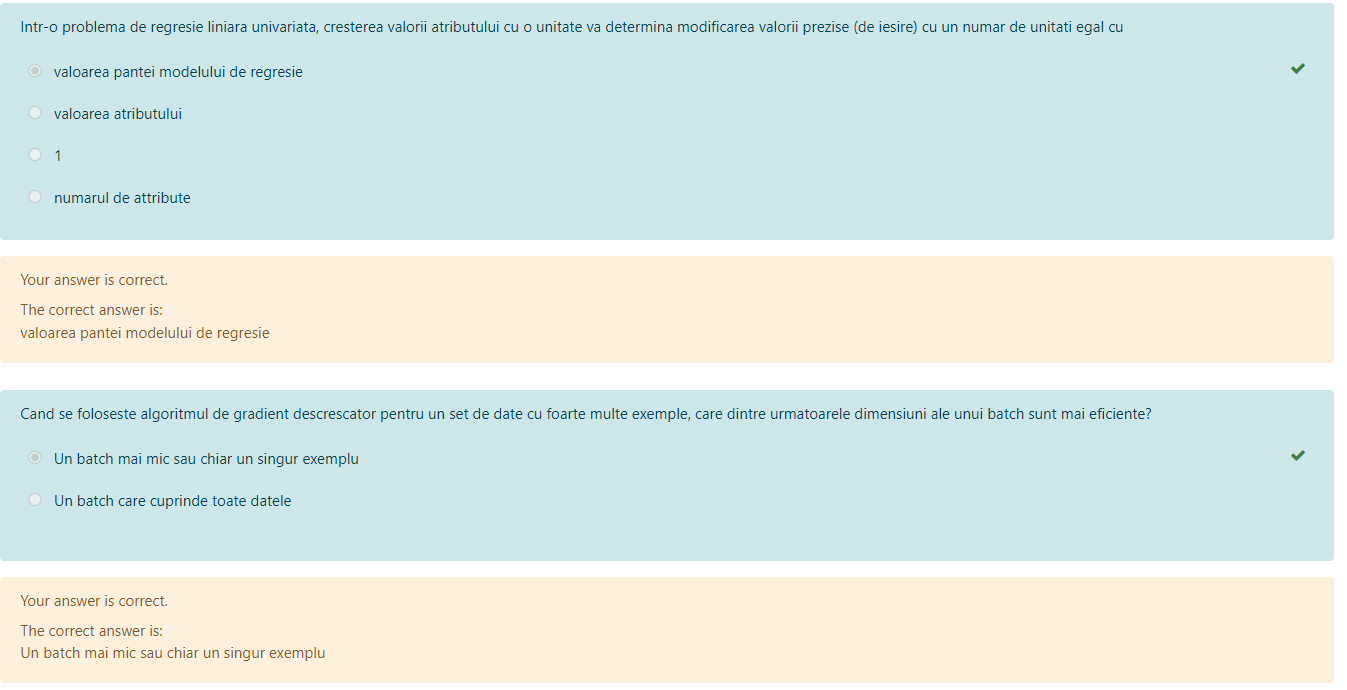 Intr-o problema de regresie liniara univariata, cresterea valorii atributului cu o unitate va determina modificarea valorii prezise (de iesire) cu un numar de unitati egal cu
valoarea pantei modelului de regresie
valoarea atributului
1
numarul de attribute
Your answer is correct.
The correct answer is:
valoarea pantei modelului de regresie
Cand se foloseste algoritmul de gradient descrescator pentru un set de date cu foarte multe exemple, care dintre urmatoarele dimensiuni ale unui batch sunt mai eficiente?
Un batch mai mic sau chiar un singur exemplu
Un batch care cuprinde toate datele
Your answer is correct.
The correct answer is:
Un batch mai mic sau chiar un singur exemplu